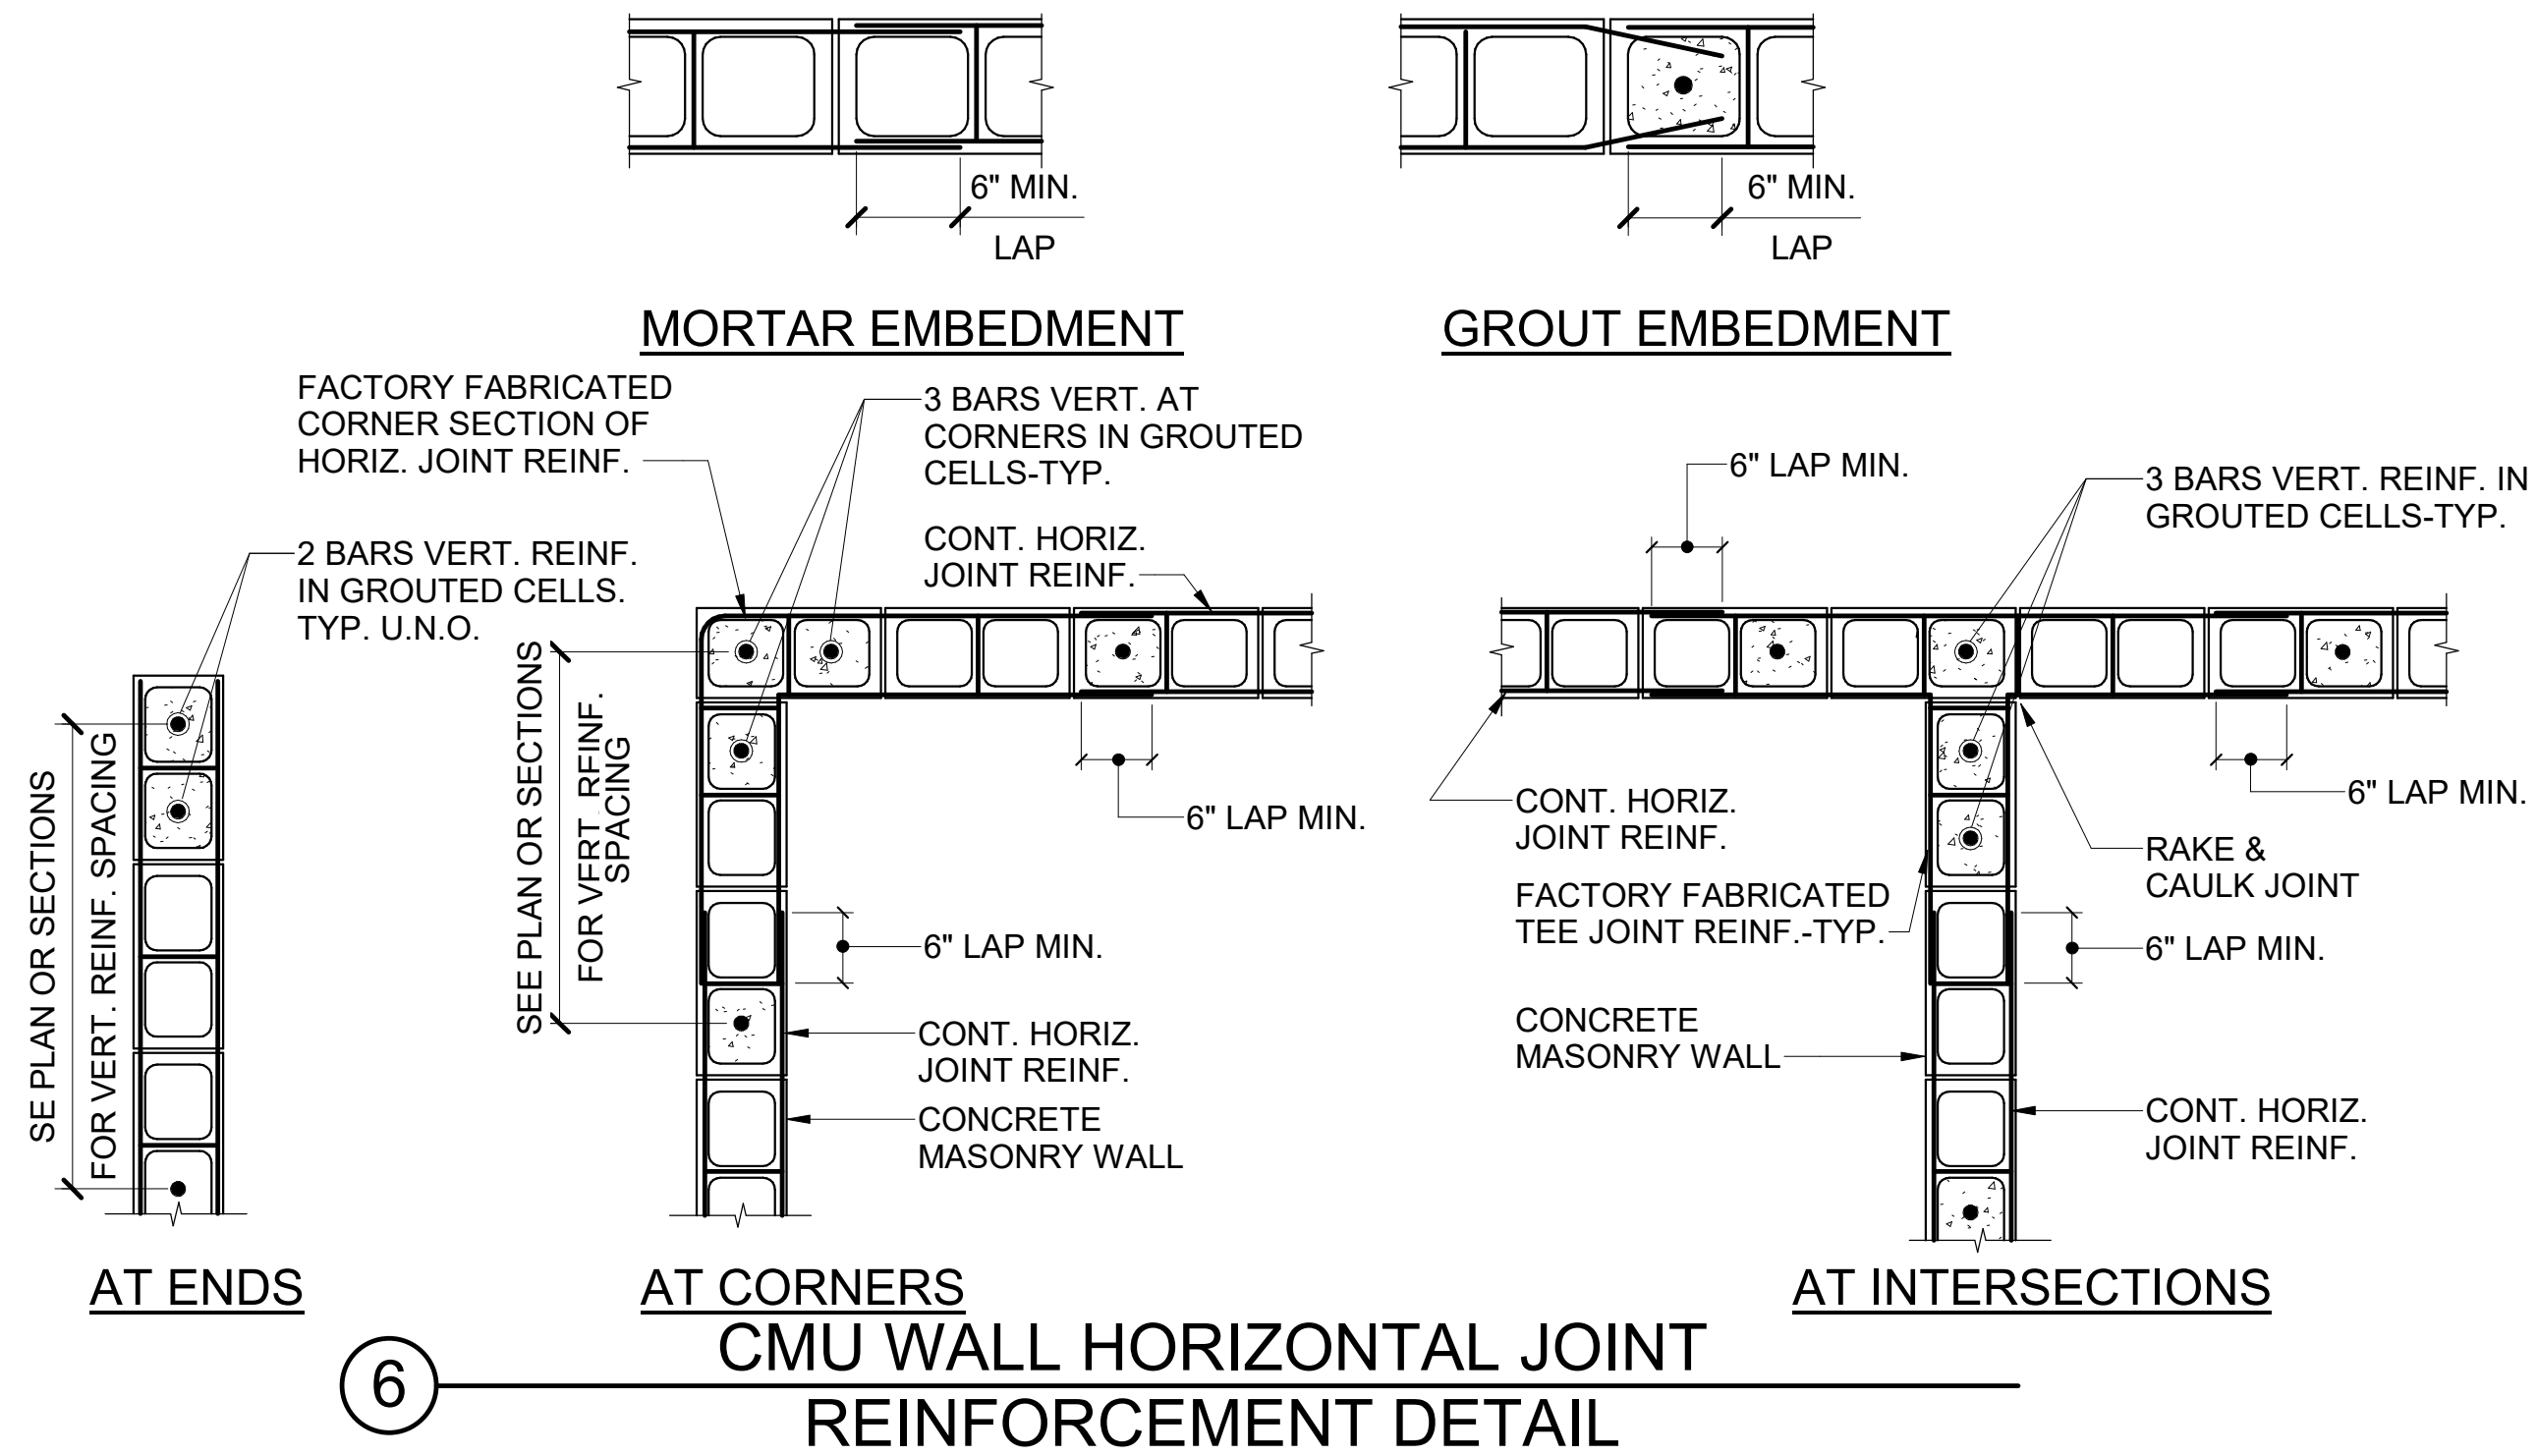 6" MIN.
LAP
6" MIN.
LAP
MORTAR EMBEDMENT
GROUT EMBEDMENT
FACTORY FABRICATED
CORNER SECTION OF
HORIZ. JOINT REINF.
3 BARS VERT. AT
CORNERS IN GROUTED
CELLS-TYP.
2 BARS VERT. REINF.
IN GROUTED CELLS.
TYP. U.N.O.
CONT. HORIZ.
JOINT REINF.
6" LAP MIN.
3 BARS VERT. REINF. IN
GROUTED CELLS-TYP.
SE PLAN OR SECTIONS
FOR VERT. REINF. SPACING
SEE PLAN OR SECTIONS
FOR VERT. REINF.
SPACING
6" LAP MIN.
6" LAP MIN.
CONT. HORIZ.
JOINT REINF.
CONCRETE
MASONRY WALL
CONT. HORIZ.
JOINT REINF.
FACTORY FABRICATED
TEE JOINT REINF.-TYP.
CONCRETE
MASONRY WALL
6" LAP MIN.
RAKE &
CAULK JOINT
6" LAP MIN.
CONT. HORIZ.
JOINT REINF.
AT ENDS
AT CORNERS
AT INTERSECTIONS
6
CMU WALL HORIZONTAL JOINT
REINFORCEMENT DETAIL